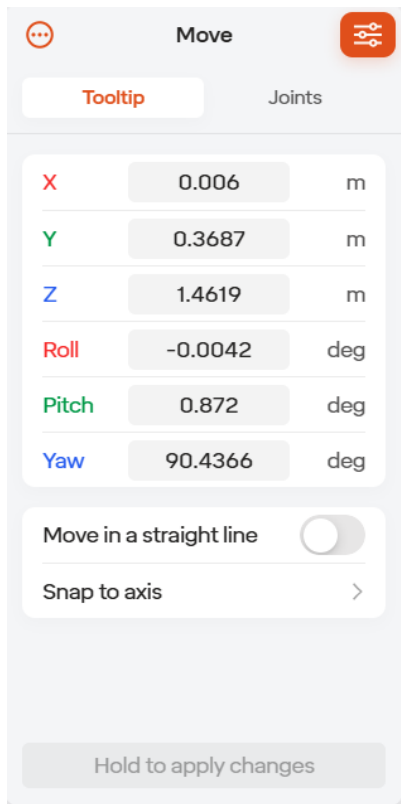 Move
Tooltip Joints
X 0.006 m
Y 0.3687 m
Z 1.4619 m
Roll -0.0042 deg
Pitch 0.872 deg
Yaw 90.4366 deg
Move in a straight line
Snap to axis
Hold to apply changes